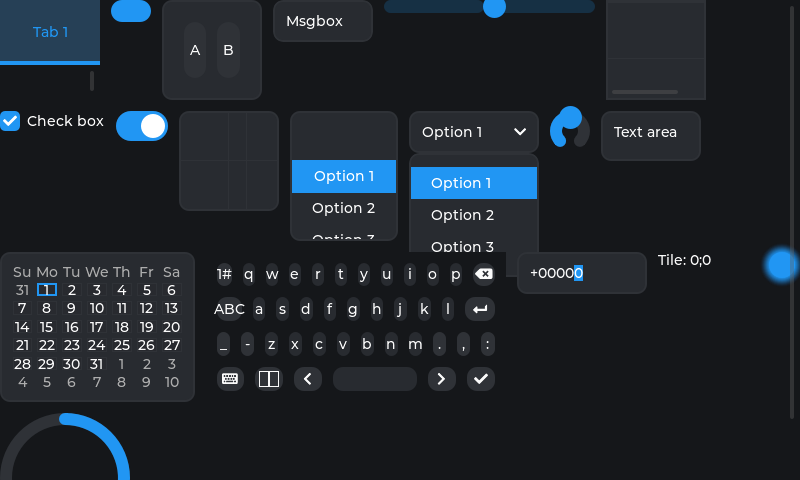 Tab 1
A B
Msgbox
Check box
Option 1
Option 2
Option 3
Option 1
Option 1
Option 2
Option 3
Text area
Su Mo Tu We Th Fr Sa
31 1 2 3 4 5 6
7 8 9 10 11 12 13
14 15 16 17 18 19 20
21 22 23 24 25 26 27
28 29 30 31 1 2 3
4 5 6 7 8 9 10
1# q w e r t y u i o p
ABC a s d f g h j k l
_ - z x c v b n m . , :
+00000
Tile: 0;0